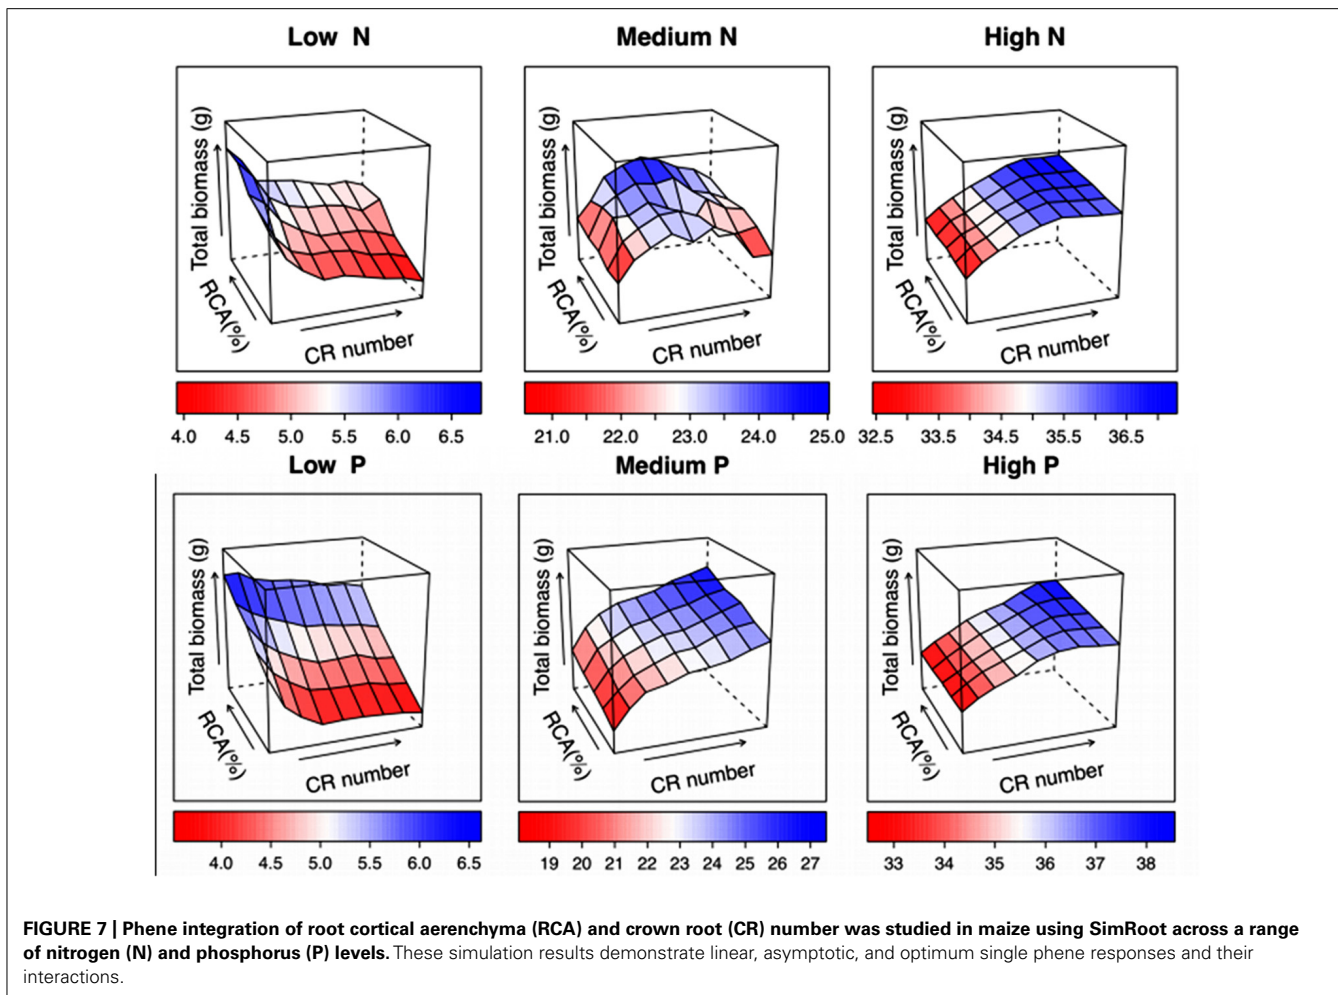 Low N
Medium N
High N
Total biomass (g)
RCA(%)
CR number
Total biomass (g)
RCA(%)
CR number
Total biomass (g)
RCA(%)
CR number
4.0 4.5 5.0 5.5 6.0 6.5
21.0 22.0 23.0 24.0 25.0
32.5 33.5 34.5 35.5 36.5
Low P
Medium P
High P
Total biomass (g)
RCA(%)
CR number
Total biomass (g)
RCA(%)
CR number
Total biomass (g)
RCA(%)
CR number
4.0 4.5 5.0 5.5 6.0 6.5
19 20 21 22 23 24 25 26 27
33 34 35 36 37 38
FIGURE 7 | Phene integration of root cortical aerenchyma (RCA) and crown root (CR) number was studied in maize using SimRoot across a range
of nitrogen (N) and phosphorus (P) levels. These simulation results demonstrate linear, asymptotic, and optimum single phene responses and their
interactions.